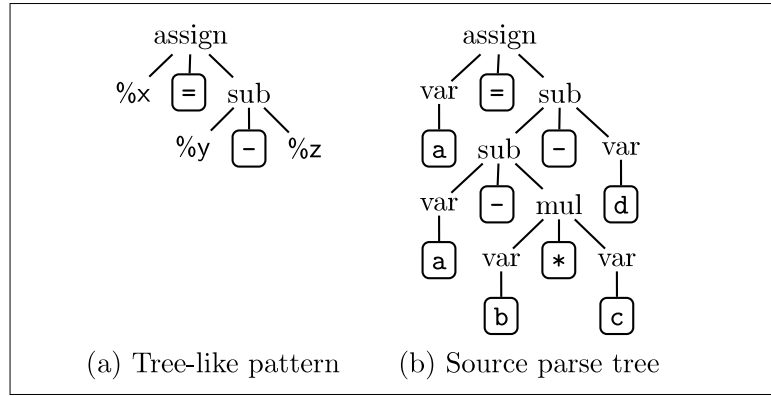 assign assign
%x = sub var = sub
%y - %z a sub - var
var - mul d
a var * var
b c
(a) Tree-like pattern (b) Source parse tree